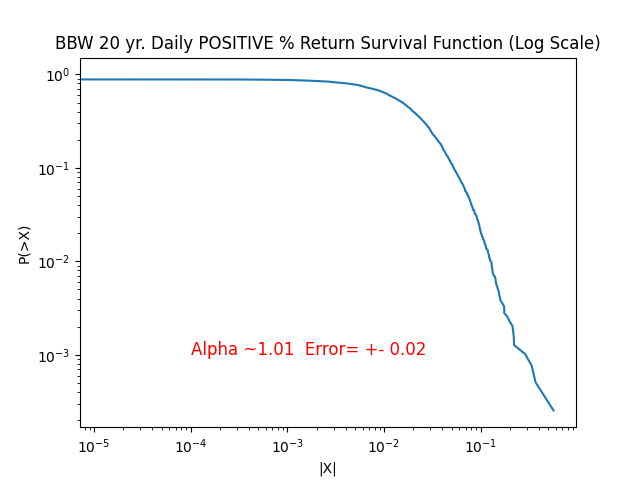 BBW 20 yr. Daily POSITIVE % Return Survival Function (Log Scale)
10⁰
10⁻¹
10⁻²
10⁻³
P(>X)
Alpha ~1.01  Error= +- 0.02
10⁻⁵ 10⁻⁴ 10⁻³ 10⁻² 10⁻¹
|X|